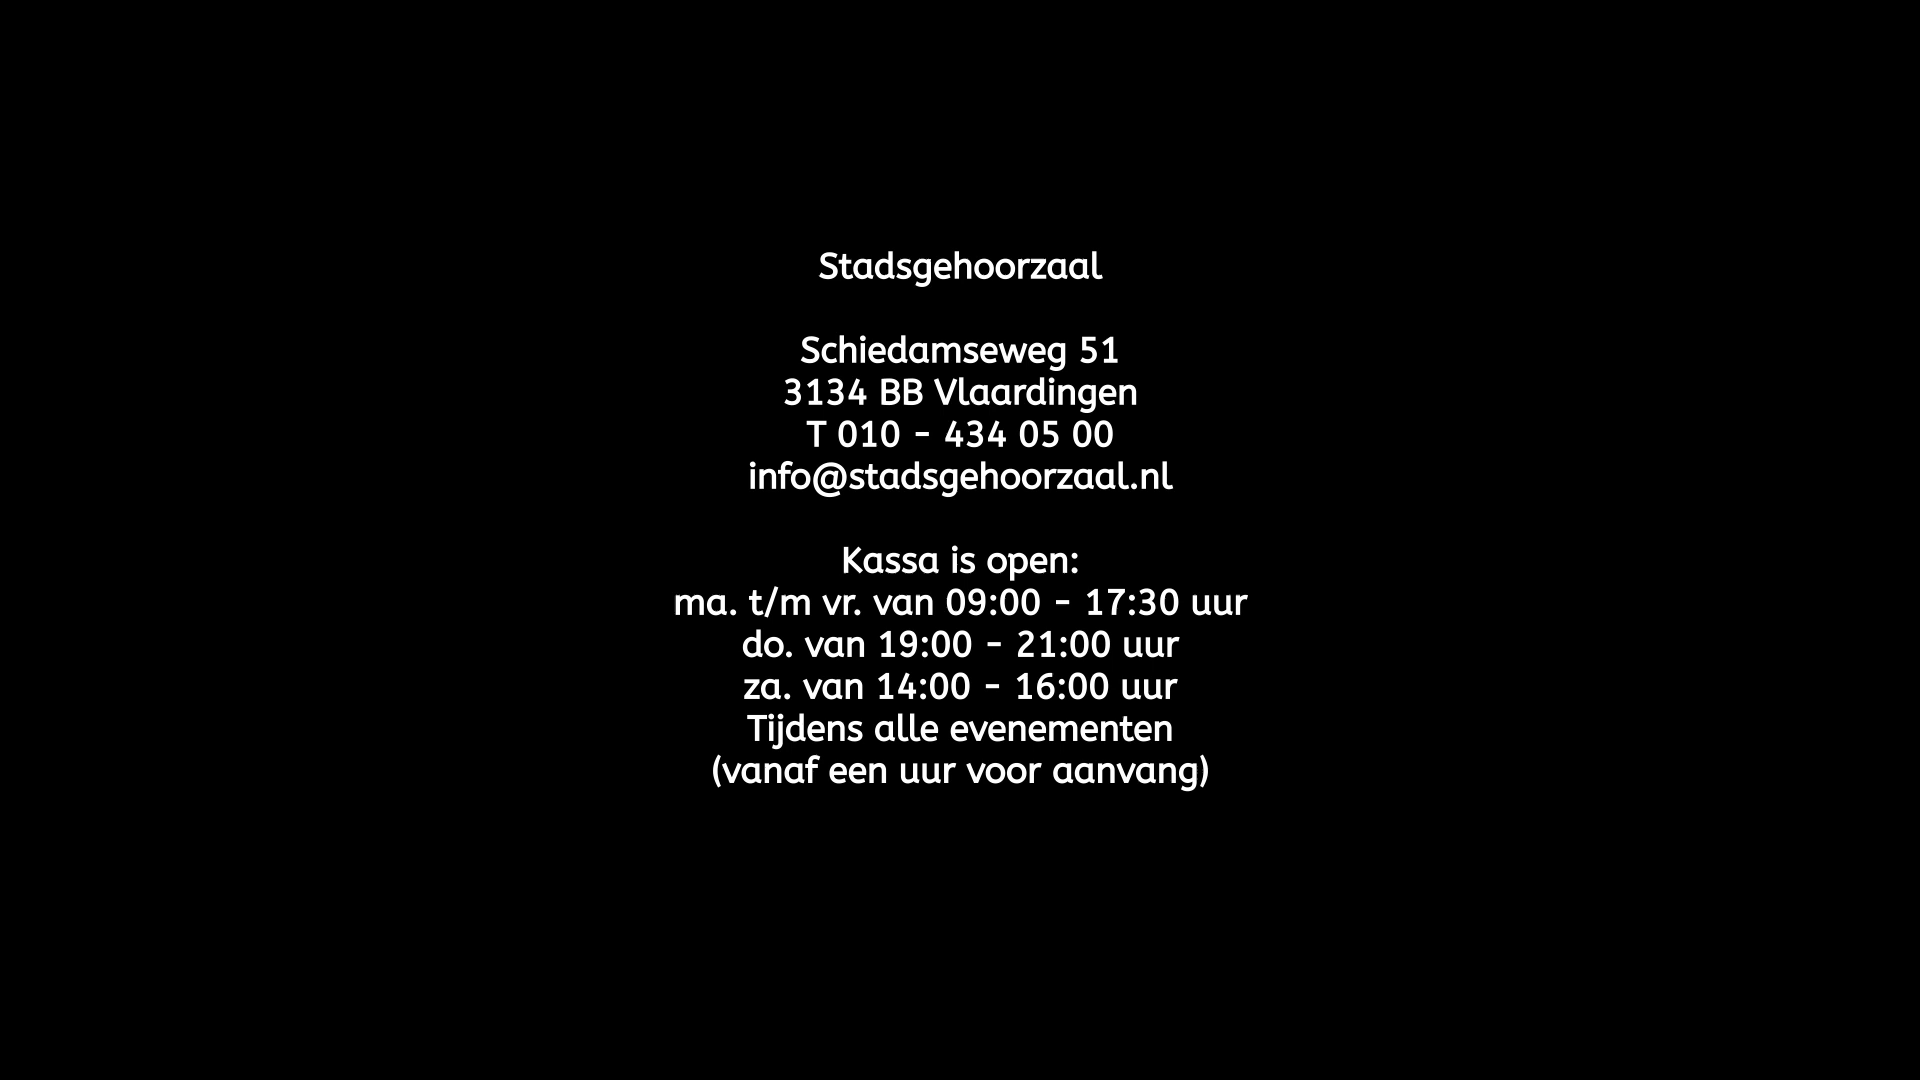 Stadsgehoorzaal
Schiedamseweg 51
3134 BB Vlaardingen
T 010 - 434 05 00
info@stadsgehoorzaal.nl
Kassa is open:
ma. t/m vr. van 09:00 - 17:30 uur
do. van 19:00 - 21:00 uur
za. van 14:00 - 16:00 uur
Tijdens alle evenementen
(vanaf een uur voor aanvang)